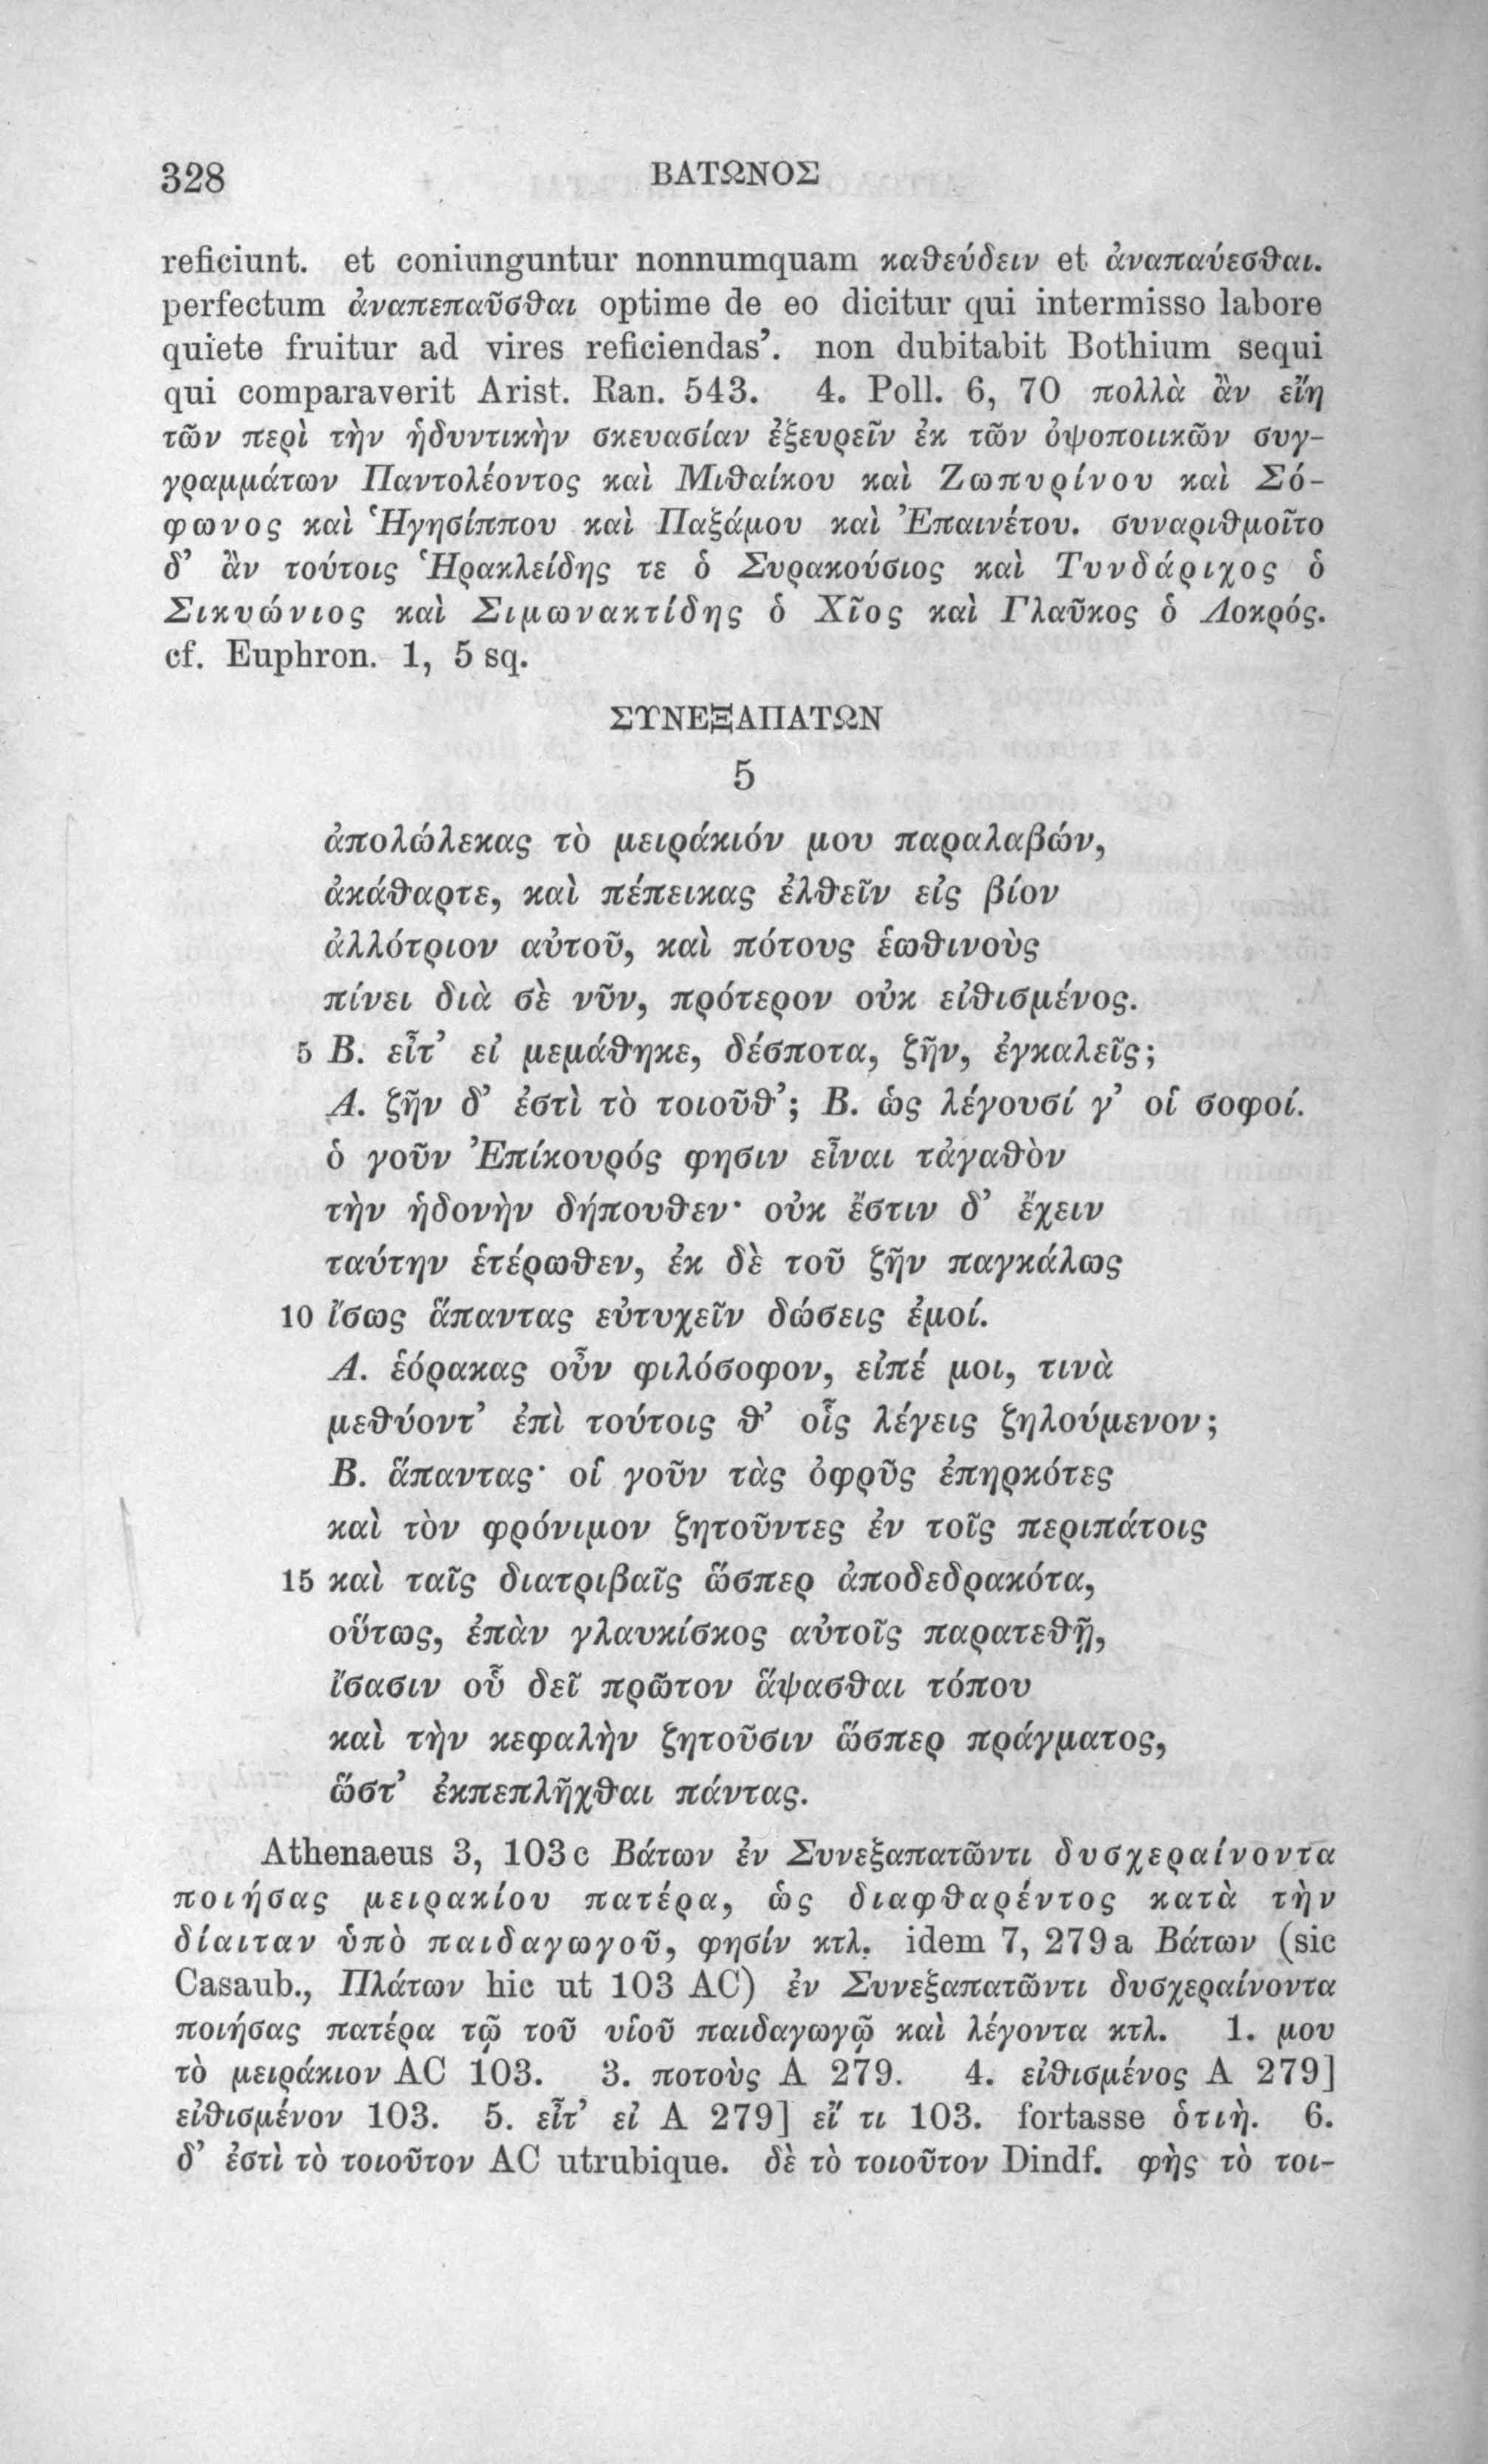 328 ΒΑΤΩΝΟΣ
reficiunt. et coniunguntur nonnumquam καθεύδειν et ἀναπαύεσθαι.
perfectum ἀναπεπαῦσθαι optime de eo dicitur qui intermisso labore
quiete fruitur ad vires reficiendas’. non dubitabit Bothium sequi
qui comparaverit Arist. Ran. 543. 4. Poll. 6, 70 πολλὰ ἂν εἴη
τῶν περὶ τὴν ἡδυντικὴν σκευασίαν ἐξευρεῖν ἐκ τῶν ὀψοποιικῶν συγ-
γραμμάτων Παντολέοντος καὶ Μιθαίκου καὶ Ζωπυρίνου καὶ Σό-
φωνος καὶ Ἡγησίππου καὶ Παξάμου καὶ Ἐπαινέτου. συναριθμοῖτο
δ’ ἂν τούτοις Ἡρακλείδης τε ὁ Συρακούσιος καὶ Τυνδάριχος ὁ
Σικυώνιος καὶ Σιμωνακτίδης ὁ Χῖος καὶ Γλαῦκος ὁ Λοκρός.
cf. Euphron. 1, 5 sq.
ΣΥΝΕΞΑΠΑΤΩΝ
5
ἀπολώλεκας τὸ μειράκιόν μου παραλαβών,
ἀκάθαρτε, καὶ πέπεικας ἐλθεῖν εἰς βίον
ἀλλότριον αὐτοῦ, καὶ πότους ἑωθινοὺς
πίνει διὰ σὲ νῦν, πρότερον οὐκ εἰθισμένος.
5 Β. εἶτ’ εἰ μεμάθηκε, δέσποτα, ζῆν, ἐγκαλεῖς;
Α. ζῆν δ’ ἐστὶ τὸ τοιοῦθ’; Β. ὡς λέγουσί γ’ οἱ σοφοί.
ὁ γοῦν Ἐπίκουρός φησιν εἶναι τἀγαθὸν
τὴν ἡδονὴν δήπουθεν· οὐκ ἔστιν δ’ ἔχειν
ταύτην ἑτέρωθεν, ἐκ δὲ τοῦ ζῆν παγκάλως
10 ἴσως ἅπαντας εὐτυχεῖν δώσεις ἐμοί.
Α. ἑόρακας οὖν φιλόσοφον, εἰπέ μοι, τινὰ
μεθύοντ’ ἐπὶ τούτοις θ’ οἷς λέγεις ζηλούμενον;
Β. ἅπαντας· οἱ γοῦν τὰς ὀφρῦς ἐπηρκότες
καὶ τὸν φρόνιμον ζητοῦντες ἐν τοῖς περιπάτοις
15 καὶ ταῖς διατριβαῖς ὥσπερ ἀποδεδρακότα,
οὕτως, ἐπὰν γλαυκίσκος αὐτοῖς παρατεθῇ,
ἴσασιν οὗ δεῖ πρῶτον ἅψασθαι τόπου
καὶ τὴν κεφαλὴν ζητοῦσιν ὥσπερ πράγματος,
ὥστ’ ἐκπεπλῆχθαι πάντας.
Athenaeus 3, 103 c Βάτων ἐν Συνεξαπατῶντι δυσχεραίνοντα
ποιήσας μειρακίου πατέρα, ὡς διαφθαρέντος κατὰ τὴν
δίαιταν ὑπὸ παιδαγωγοῦ, φησίν κτλ. idem 7, 279 a Βάτων (sic
Casaub., Πλάτων hic ut 103 AC) ἐν Συνεξαπατῶντι δυσχεραίνοντα
ποιήσας πατέρα τῷ τοῦ υἱοῦ παιδαγωγῷ καὶ λέγοντα κτλ. 1. μου
τὸ μειράκιον AC 103. 3. ποτοὺς A 279. 4. εἰθισμένος A 279]
εἰθισμένον 103. 5. εἶτ’ εἰ A 279] εἴ τι 103. fortasse ὁτιὴ. 6.
δ’ ἐστὶ τὸ τοιοῦτον AC utrubique. δὲ τὸ τοιοῦτον Dindf. φῂς τὸ τοι-